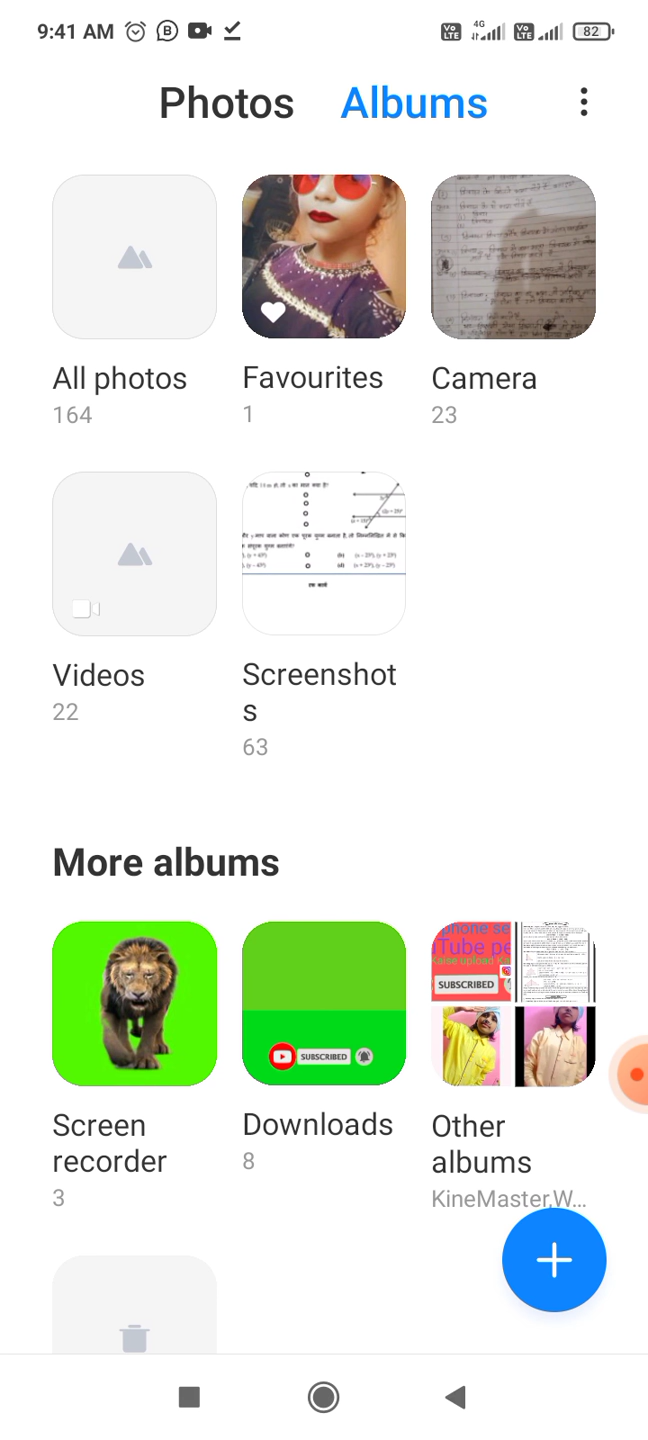 9:41 AM
4G
82
Photos Albums
All photos
164
Favourites
1
Camera
23
Videos
22
Screenshot
s
63
More albums
SUBSCRIBED
SUBSCRIBED
Screen
recorder
3
Downloads
8
Other
albums
KineMaster,W...